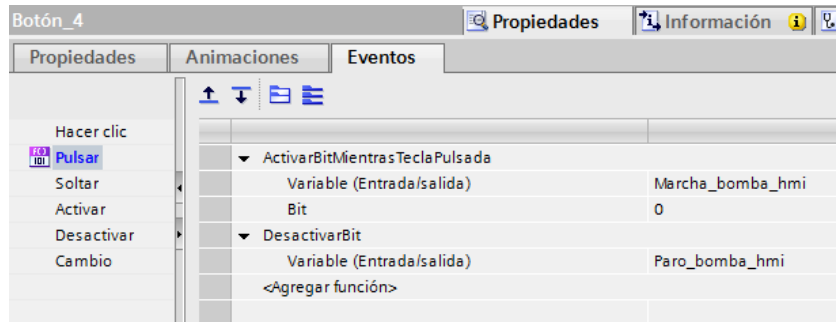 Botón_4
Propiedades
Información
Propiedades
Animaciones
Eventos
Hacer clic
Pulsar
Soltar
Activar
Desactivar
Cambio
ActivarBitMientrasTeclaPulsada
Variable (Entrada/salida) Marcha_bomba_hmi
Bit 0
DesactivarBit
Variable (Entrada/salida) Paro_bomba_hmi
<Agregar función>